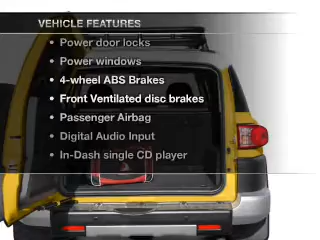 VEHICLE FEATURES
• Power door locks
• Power windows
• 4-wheel ABS Brakes
• Front Ventilated disc brakes
• Passenger Airbag
• Digital Audio Input
• In-Dash single CD player